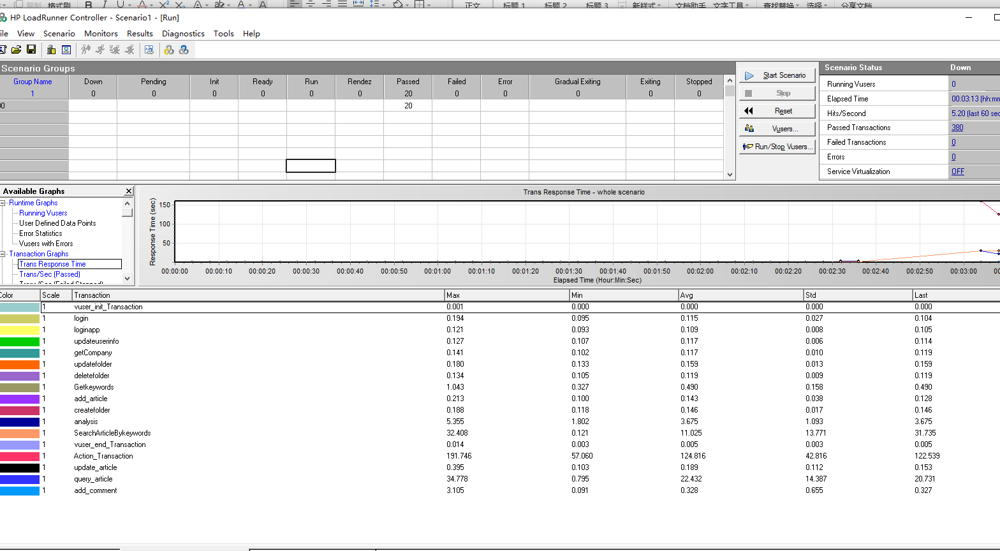 复制 格式刷 B I U X² X₂ A ab A A 正文 标题 1 标题 2 标题 3 新样式 文档助手 文字工具 查找替换 选择 分享文档
HP LoadRunner Controller - Scenario1 - [Run]
ile View Scenario Monitors Results Diagnostics Tools Help
Scenario Groups
Group Name Down Pending Init Ready Run Rendez Passed Failed Error Gradual Exiting Exiting Stopped
1 0 0 0 0 0 0 20 0 0 0 0 0
00 20
Start Scenario
Stop
Reset
Vusers...
Run/Stop Vusers...
Scenario Status Down
Running Vusers 0
Elapsed Time 00:03:13 (hh:mm
Hits/Second 5.20 (last 60 sec
Passed Transactions 380
Failed Transactions 0
Errors 0
Service Virtualization OFF
Available Graphs
Runtime Graphs
Running Vusers
User Defined Data Points
Error Statistics
Vusers with Errors
Transaction Graphs
Trans Response Time
Trans/Sec (Passed)
Trans/Sec (Failed,Stopped)
Trans Response Time - whole scenario
Response Time (sec)
150
100
50
00:00:00 00:00:10 00:00:20 00:00:30 00:00:40 00:00:50 00:01:00 00:01:10 00:01:20 00:01:30 00:01:40 00:01:50 00:02:00 00:02:10 00:02:20 00:02:30 00:02:40 00:02:50 00:03:00 00
Elapsed Time (Hour:Min:Sec)
Color Scale Transaction Max Min Avg Std Last
1 vuser_init_Transaction 0.001 0.000 0.000 0.000 0.000
1 login 0.194 0.095 0.115 0.027 0.104
1 loginapp 0.121 0.093 0.109 0.008 0.105
1 updateuserinfo 0.127 0.107 0.117 0.006 0.114
1 getCompany 0.141 0.102 0.117 0.010 0.119
1 updatefolder 0.180 0.133 0.159 0.013 0.159
1 deletefolder 0.134 0.105 0.119 0.009 0.119
1 Getkeywords 1.043 0.327 0.490 0.158 0.490
1 add_article 0.213 0.100 0.143 0.038 0.128
1 createfolder 0.188 0.118 0.146 0.017 0.146
1 analysis 5.355 1.802 3.675 1.093 3.675
1 SearchArticleBykeywords 32.408 0.121 11.025 13.771 31.735
1 vuser_end_Transaction 0.014 0.003 0.005 0.003 0.005
1 Action_Transaction 191.746 57.060 124.816 42.816 122.539
1 update_article 0.395 0.103 0.189 0.112 0.153
1 query_article 34.778 0.795 22.432 14.387 20.731
1 add_comment 3.105 0.091 0.328 0.655 0.327